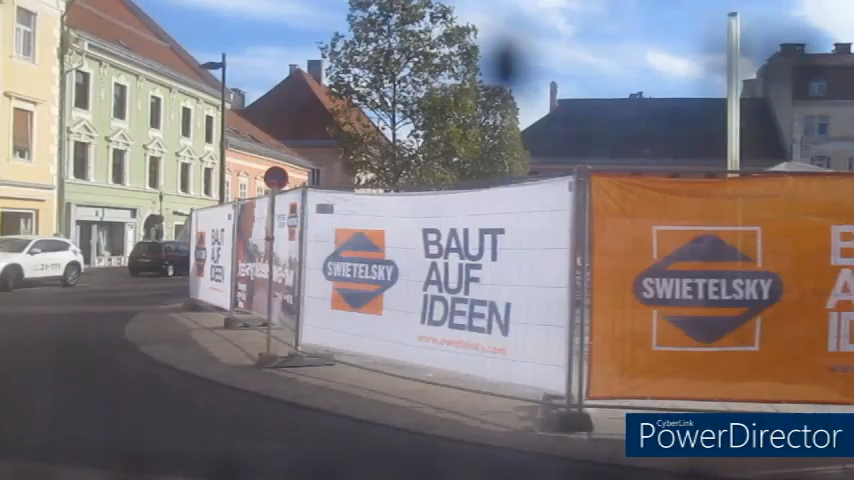 SWIETELSKY
BAUT
AUF
IDEEN
SWIETELSKY
BAUT
AUF
IDEEN
www.swietelsky.com
SWIETELSKY
CyberLink
PowerDirector